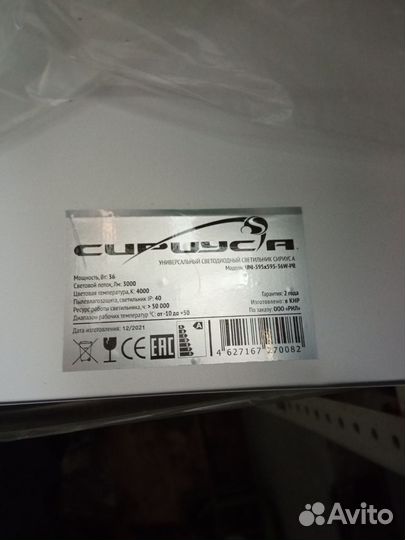 СИРИУС А
УНИВЕРСАЛЬНЫЙ СВЕТОДИОДНЫЙ СВЕТИЛЬНИК СИРИУС А
Модель: UNI-595x595-36W-PR
Мощность, Вт: 36
Световой поток, Лм: 3000
Цветовая температура, К: 4000
Пылевлагозащита, светильник IP: 40
Ресурс работы светильника, ч: > 50 000
Диапазон рабочих температур °С: от -10 до +50
Гарантия: 2 года
Изготовлено: в КНР
По заказу: ООО «РИЛ»
Дата изготовления: 12/2021
CE EAC A
4 627167 270082
Avito